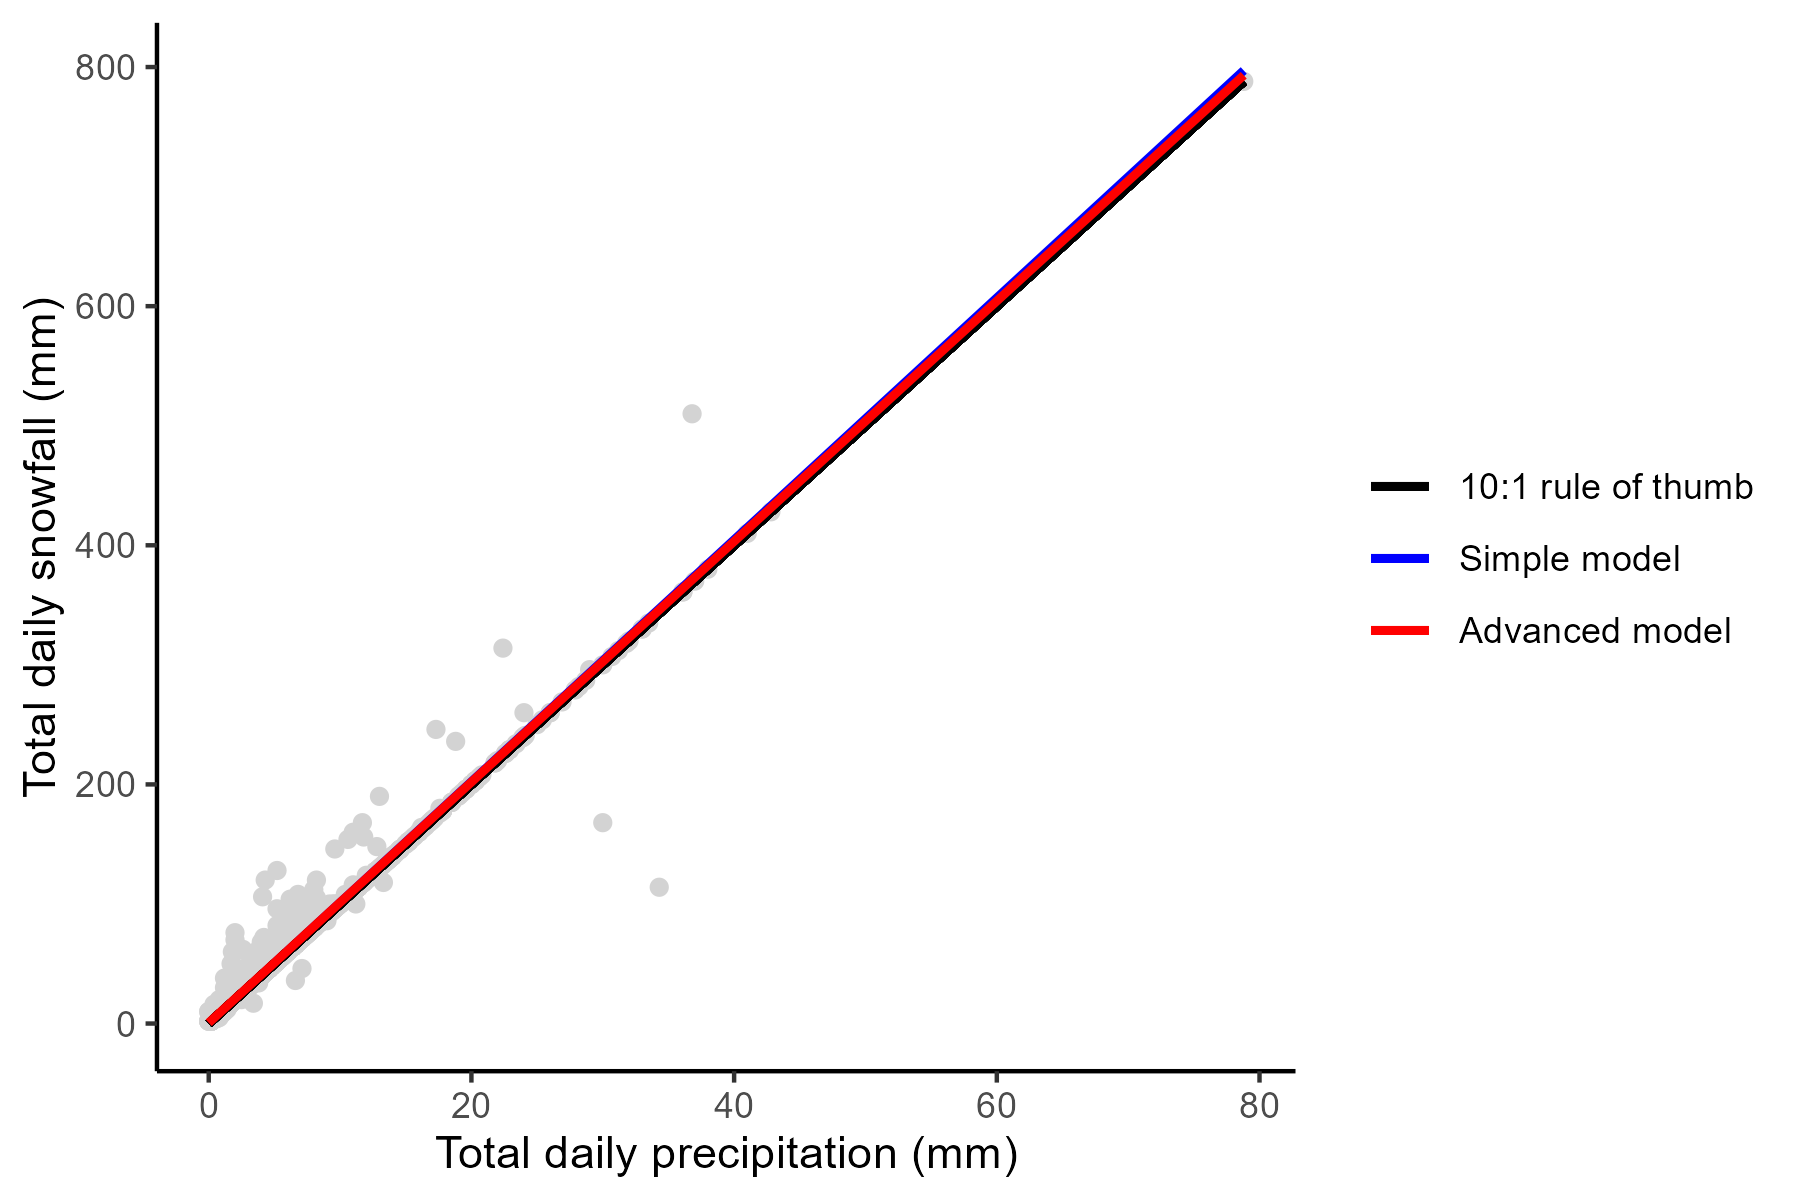 800
600
400
200
0
0 20 40 60 80
Total daily precipitation (mm)
Total daily snowfall (mm)
10:1 rule of thumb
Simple model
Advanced model